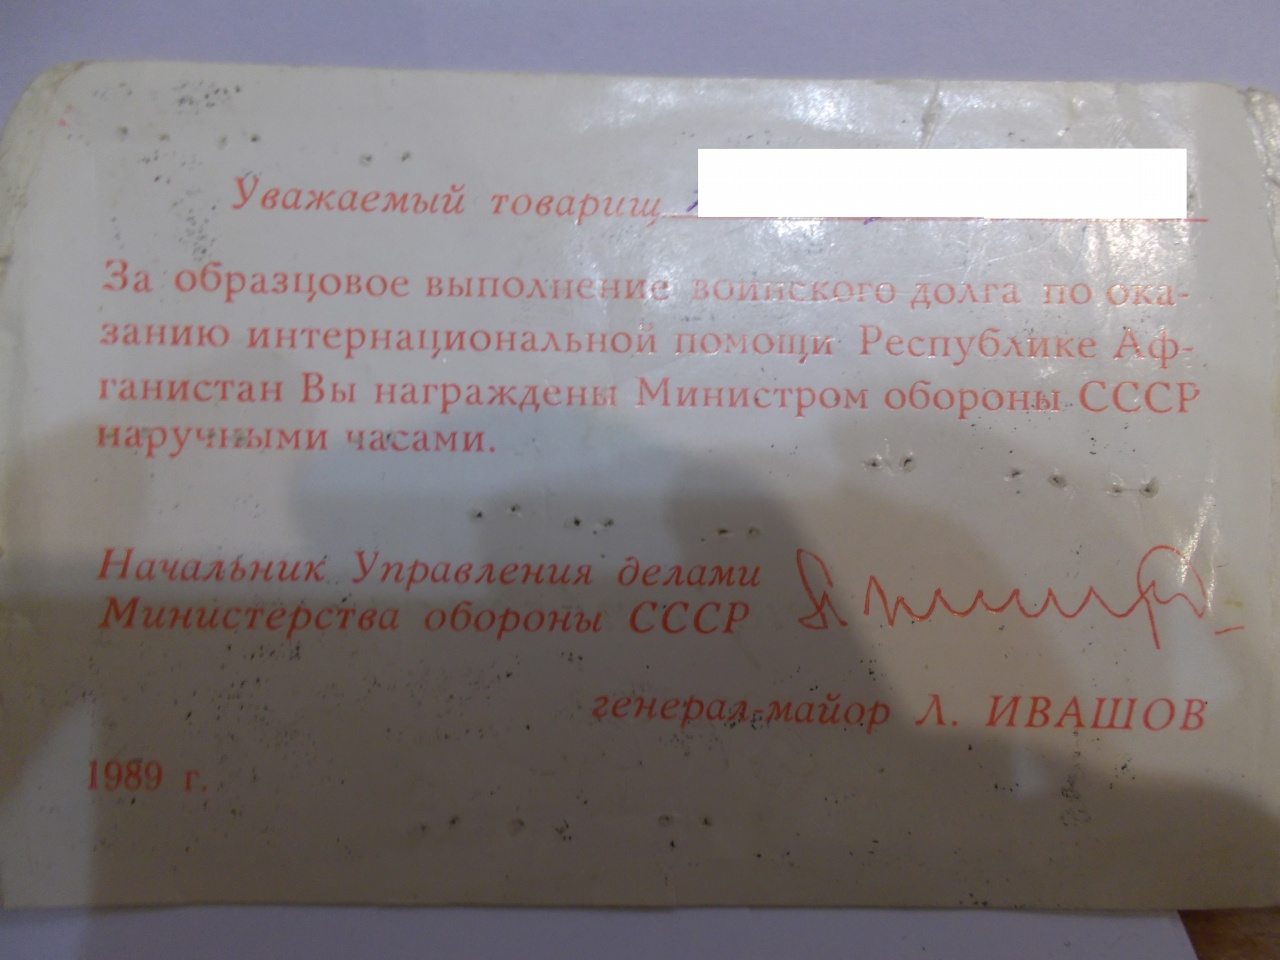 Уважаемый товарищ
За образцовое выполнение воинского долга по ока-
занию интернациональной помощи Республике Аф-
ганистан Вы награждены Министром обороны СССР
наручными часами.
Начальник Управления делами
Министерства обороны СССР
генерал-майор Л. ИВАШОВ
1989 г.